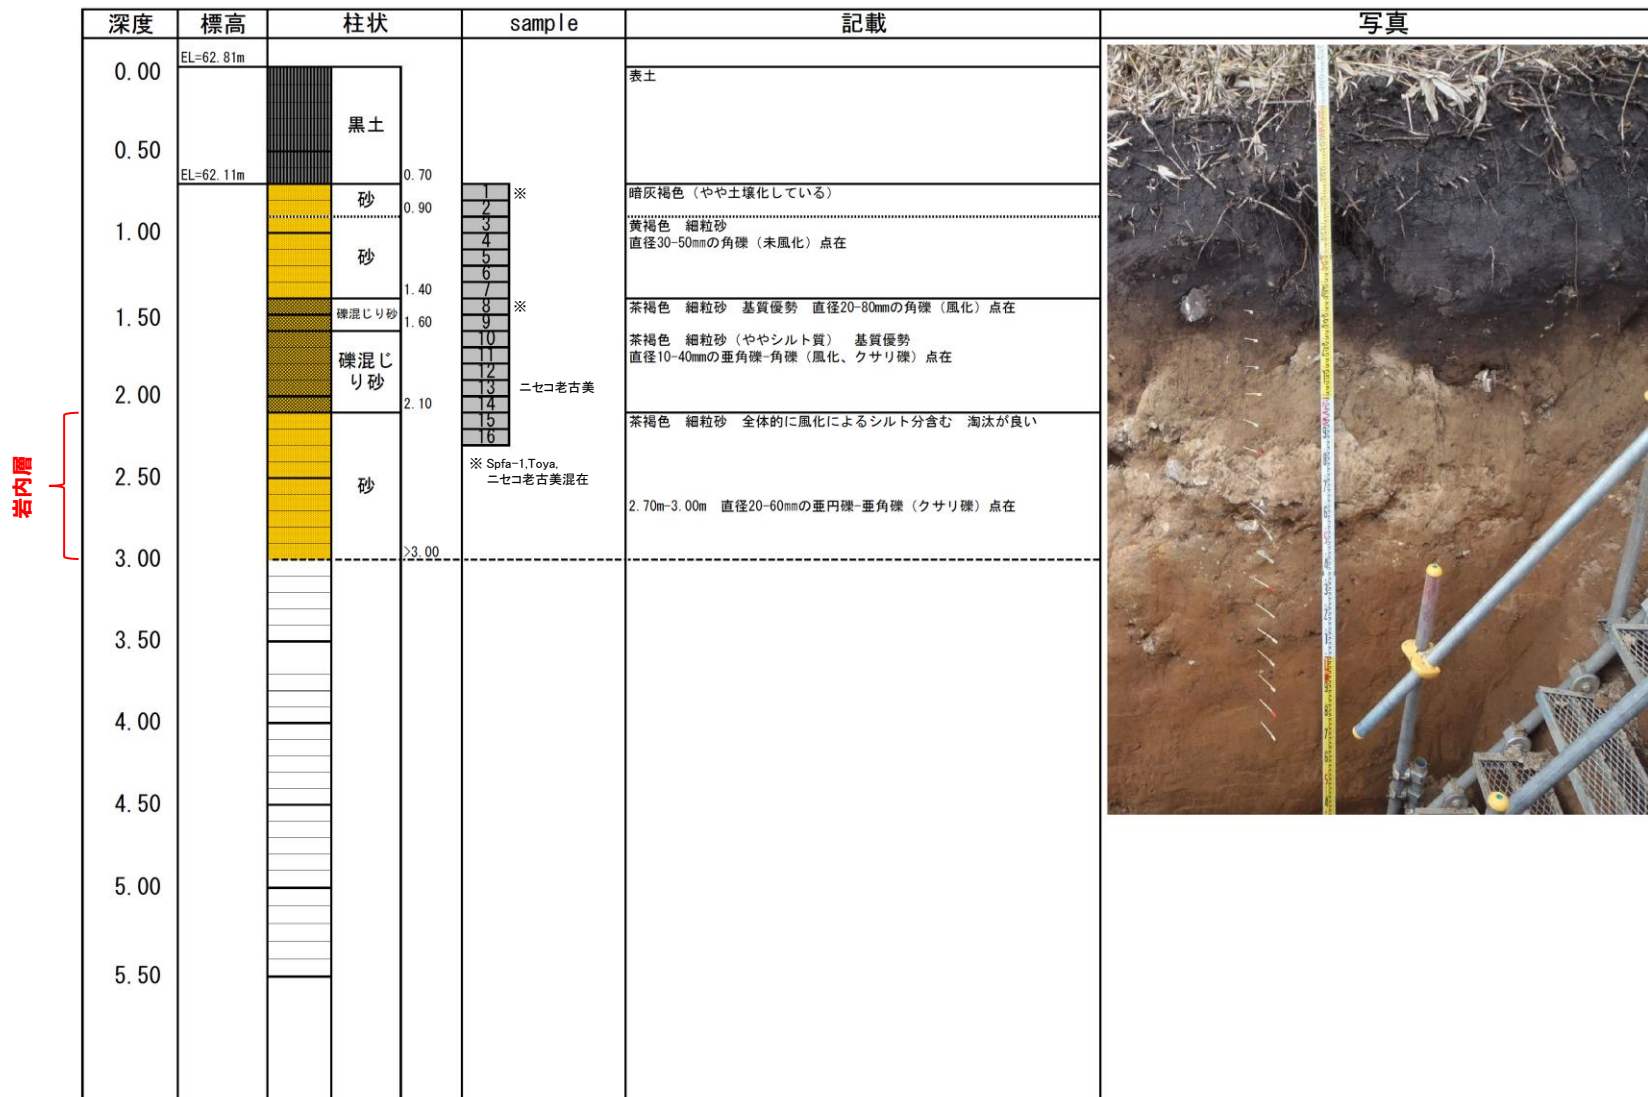 深度 標高 柱状 sample 記載 写真
EL=62.81m
0.00
表土
黒土
0.50
EL=62.11m
0.70
砂
0.90
1 ※
2
暗灰褐色（やや土壌化している）
1.00
砂
1.40
3
4
5
6
7
黄褐色 細粒砂
直径30-50mmの角礫（未風化）点在
1.50
礫混じり砂
1.60
8 ※
9
茶褐色 細粒砂 基質優勢 直径20-80mmの角礫（風化）点在
礫混じ
り砂
2.00
2.10
10
11
12
13 ニセコ老古美
14
茶褐色 細粒砂（ややシルト質） 基質優勢
直径10-40mmの亜角礫-角礫（風化、クサリ礫）点在
15
16
茶褐色 細粒砂 全体的に風化によるシルト分含む 淘汰が良い
※ Spfa-1,Toya,
ニセコ老古美混在
岩内層
2.50
砂
2.70m-3.00m 直径20-60mmの亜円礫-亜角礫（クサリ礫）点在
>3.00
3.00
3.50
4.00
4.50
5.00
5.50